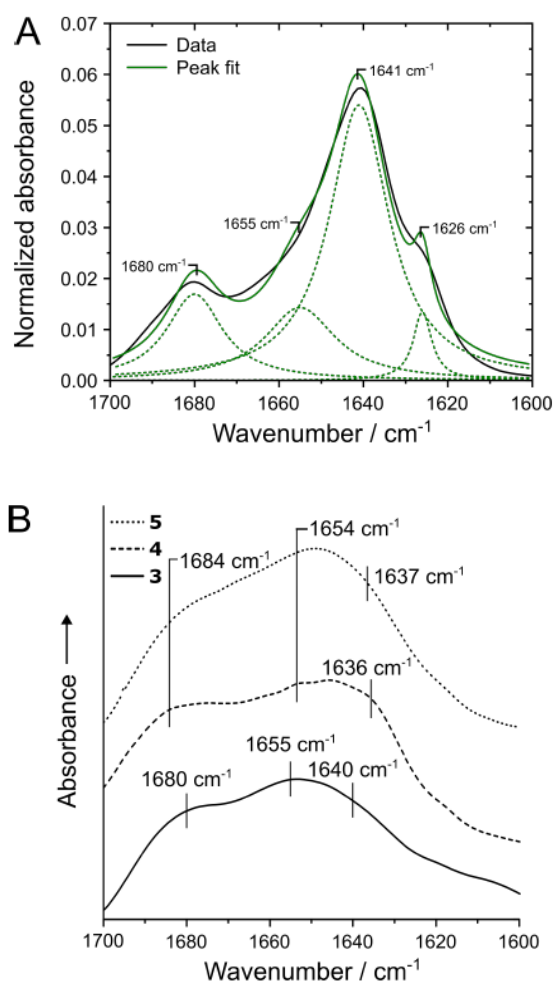 A
Data
Peak fit
1641 cm-1
1655 cm-1
1626 cm-1
1680 cm-1
Normalized absorbance
0.07
0.06
0.05
0.04
0.03
0.02
0.01
0.00
1700 1680 1660 1640 1620 1600
Wavenumber / cm-1
B
5
4
3
1654 cm-1
1684 cm-1
1637 cm-1
1636 cm-1
1655 cm-1
1680 cm-1
1640 cm-1
Absorbance
1700 1680 1660 1640 1620 1600
Wavenumber / cm-1